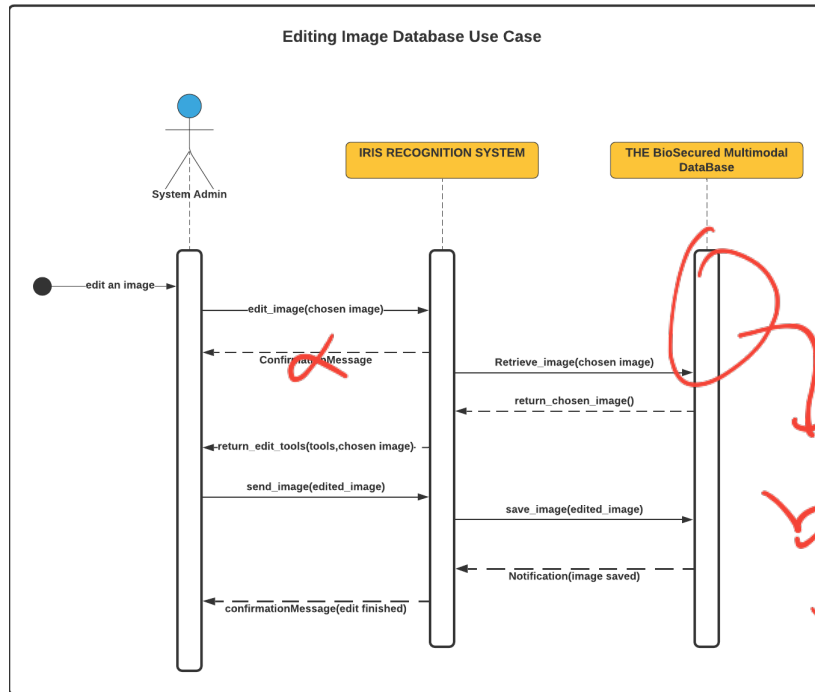 Editing Image Database Use Case
System Admin
IRIS RECOGNITION SYSTEM
THE BioSecured Multimodal
DataBase
edit an image
edit_image(chosen image)
ConfirmationMessage
Retrieve_image(chosen image)
return_chosen_image()
return_edit_tools(tools,chosen image)
send_image(edited_image)
save_image(edited_image)
Notification(image saved)
confirmationMessage(edit finished)